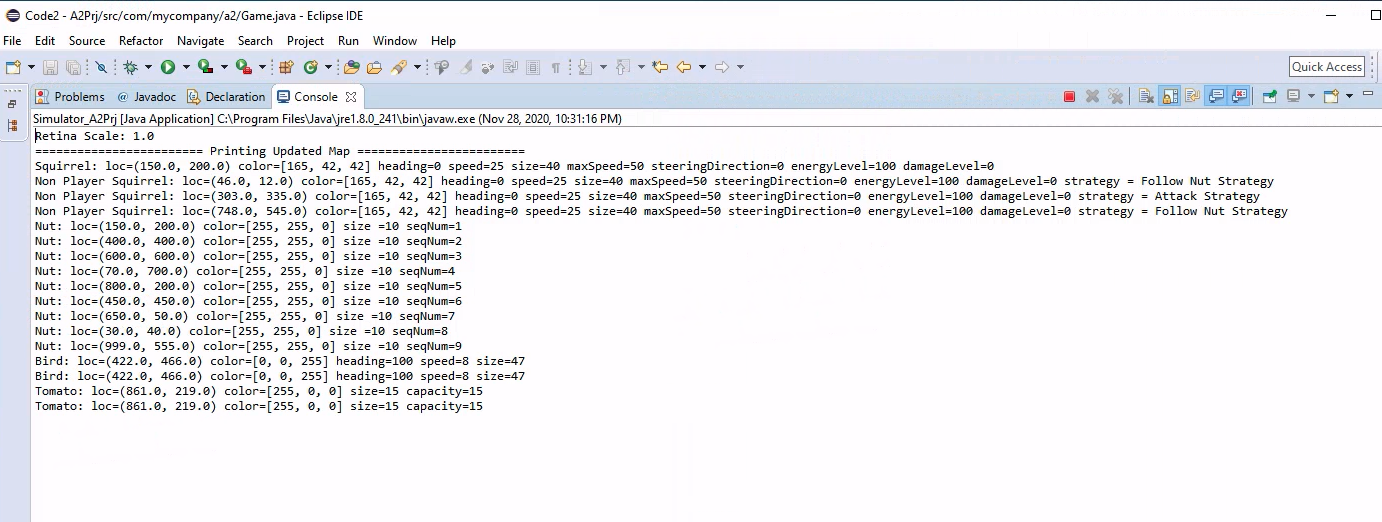 Code2 - A2Prj/src/com/mycompany/a2/Game.java - Eclipse IDE
File Edit Source Refactor Navigate Search Project Run Window Help
Quick Access
Problems @ Javadoc Declaration Console
Simulator_A2Prj [Java Application] C:\Program Files\Java\jre1.8.0_241\bin\javaw.exe (Nov 28, 2020, 10:31:16 PM)
Retina Scale: 1.0
======================== Printing Updated Map ========================
Squirrel: loc=(150.0, 200.0) color=[165, 42, 42] heading=0 speed=25 size=40 maxSpeed=50 steeringDirection=0 energyLevel=100 damageLevel=0
Non Player Squirrel: loc=(46.0, 12.0) color=[165, 42, 42] heading=0 speed=25 size=40 maxSpeed=50 steeringDirection=0 energyLevel=100 damageLevel=0 strategy = Follow Nut Strategy
Non Player Squirrel: loc=(303.0, 335.0) color=[165, 42, 42] heading=0 speed=25 size=40 maxSpeed=50 steeringDirection=0 energyLevel=100 damageLevel=0 strategy = Attack Strategy
Non Player Squirrel: loc=(748.0, 545.0) color=[165, 42, 42] heading=0 speed=25 size=40 maxSpeed=50 steeringDirection=0 energyLevel=100 damageLevel=0 strategy = Follow Nut Strategy
Nut: loc=(150.0, 200.0) color=[255, 255, 0] size =10 seqNum=1
Nut: loc=(400.0, 400.0) color=[255, 255, 0] size =10 seqNum=2
Nut: loc=(600.0, 600.0) color=[255, 255, 0] size =10 seqNum=3
Nut: loc=(70.0, 700.0) color=[255, 255, 0] size =10 seqNum=4
Nut: loc=(800.0, 200.0) color=[255, 255, 0] size =10 seqNum=5
Nut: loc=(450.0, 450.0) color=[255, 255, 0] size =10 seqNum=6
Nut: loc=(650.0, 50.0) color=[255, 255, 0] size =10 seqNum=7
Nut: loc=(30.0, 40.0) color=[255, 255, 0] size =10 seqNum=8
Nut: loc=(999.0, 555.0) color=[255, 255, 0] size =10 seqNum=9
Bird: loc=(422.0, 466.0) color=[0, 0, 255] heading=100 speed=8 size=47
Bird: loc=(422.0, 466.0) color=[0, 0, 255] heading=100 speed=8 size=47
Tomato: loc=(861.0, 219.0) color=[255, 0, 0] size=15 capacity=15
Tomato: loc=(861.0, 219.0) color=[255, 0, 0] size=15 capacity=15